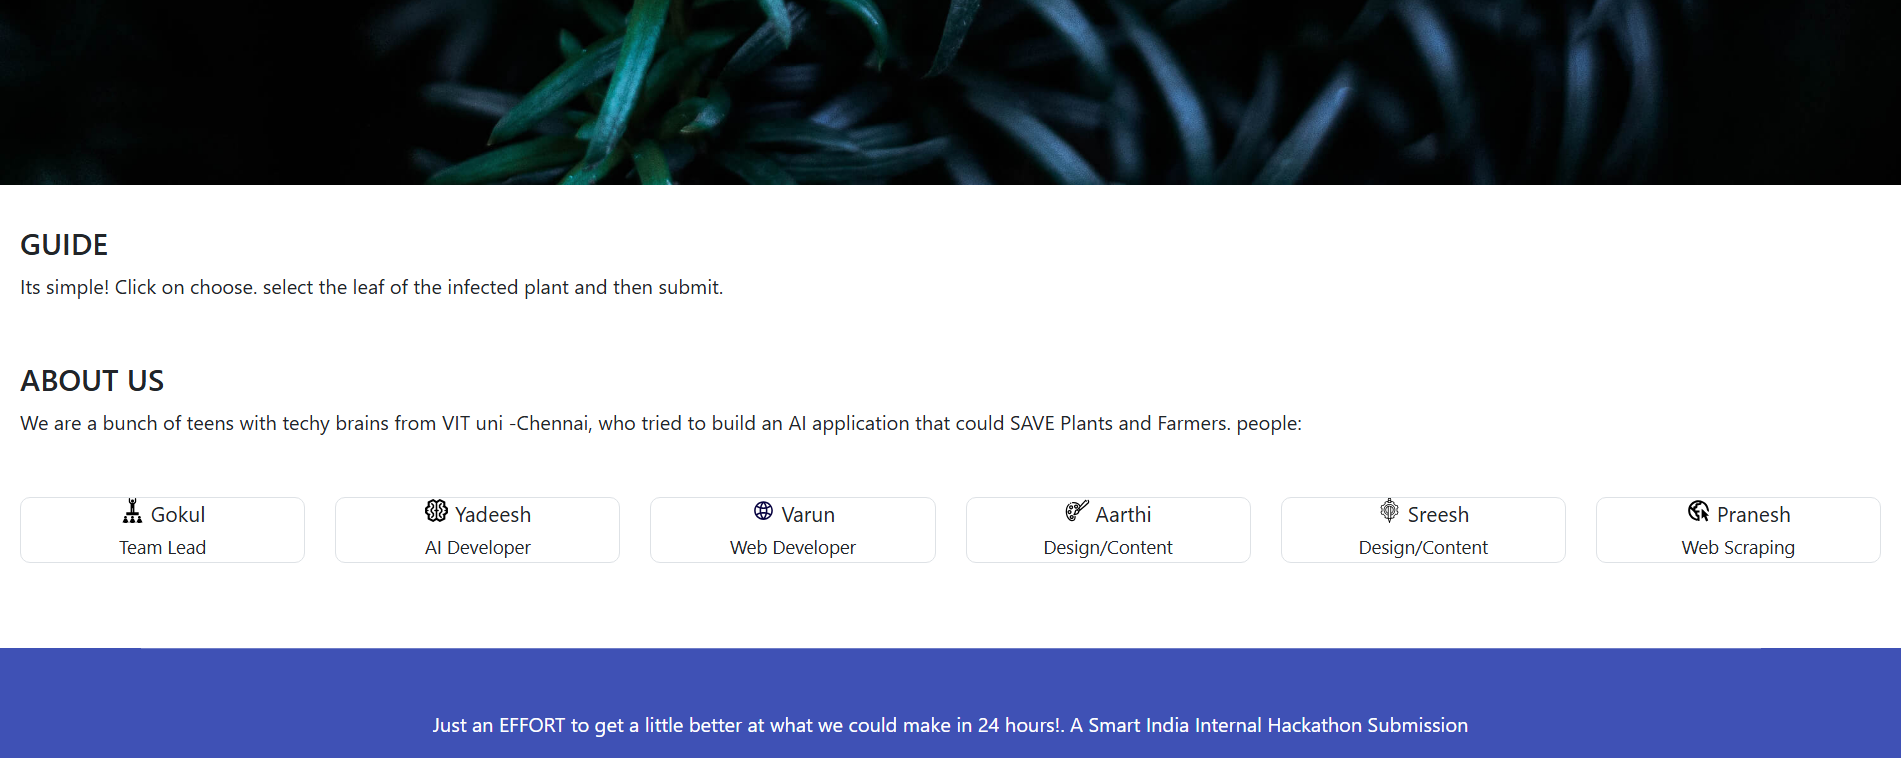 GUIDE
Its simple! Click on choose. select the leaf of the infected plant and then submit.
ABOUT US
We are a bunch of teens with techy brains from VIT uni -Chennai, who tried to build an AI application that could SAVE Plants and Farmers. people:
Gokul
Team Lead
Yadeesh
AI Developer
Varun
Web Developer
Aarthi
Design/Content
Sreesh
Design/Content
Pranesh
Web Scraping
Just an EFFORT to get a little better at what we could make in 24 hours!. A Smart India Internal Hackathon Submission